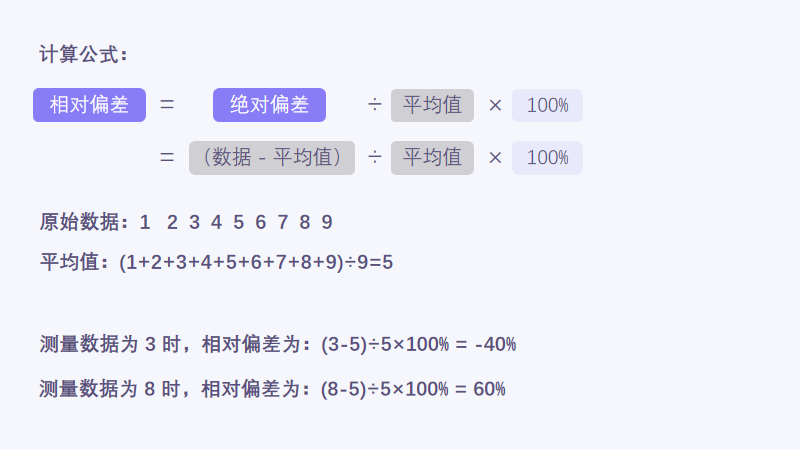 计算公式：
相对偏差 = 绝对偏差 ÷ 平均值 × 100%
= （数据 - 平均值） ÷ 平均值 × 100%
原始数据：1 2 3 4 5 6 7 8 9
平均值：(1+2+3+4+5+6+7+8+9)÷9=5
测量数据为 3 时，相对偏差为：(3-5)÷5×100% = -40%
测量数据为 8 时，相对偏差为：(8-5)÷5×100% = 60%